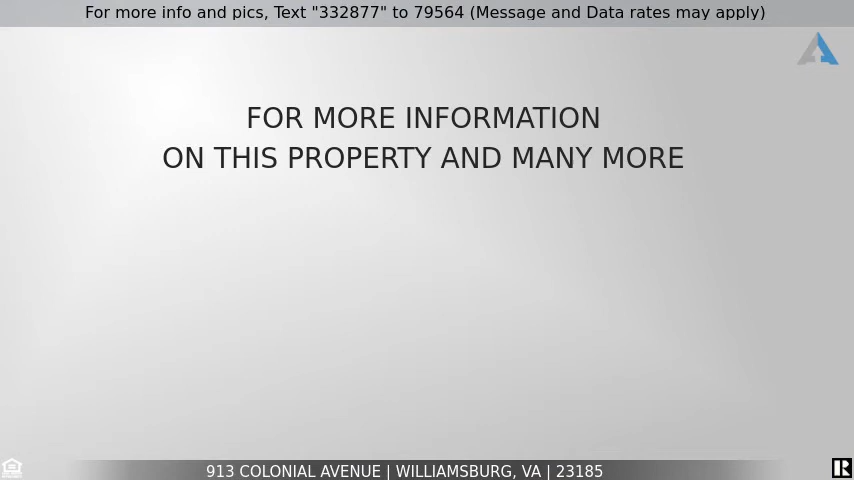 For more info and pics, Text "332877" to 79564 (Message and Data rates may apply)
FOR MORE INFORMATION
ON THIS PROPERTY AND MANY MORE
913 COLONIAL AVENUE | WILLIAMSBURG, VA | 23185